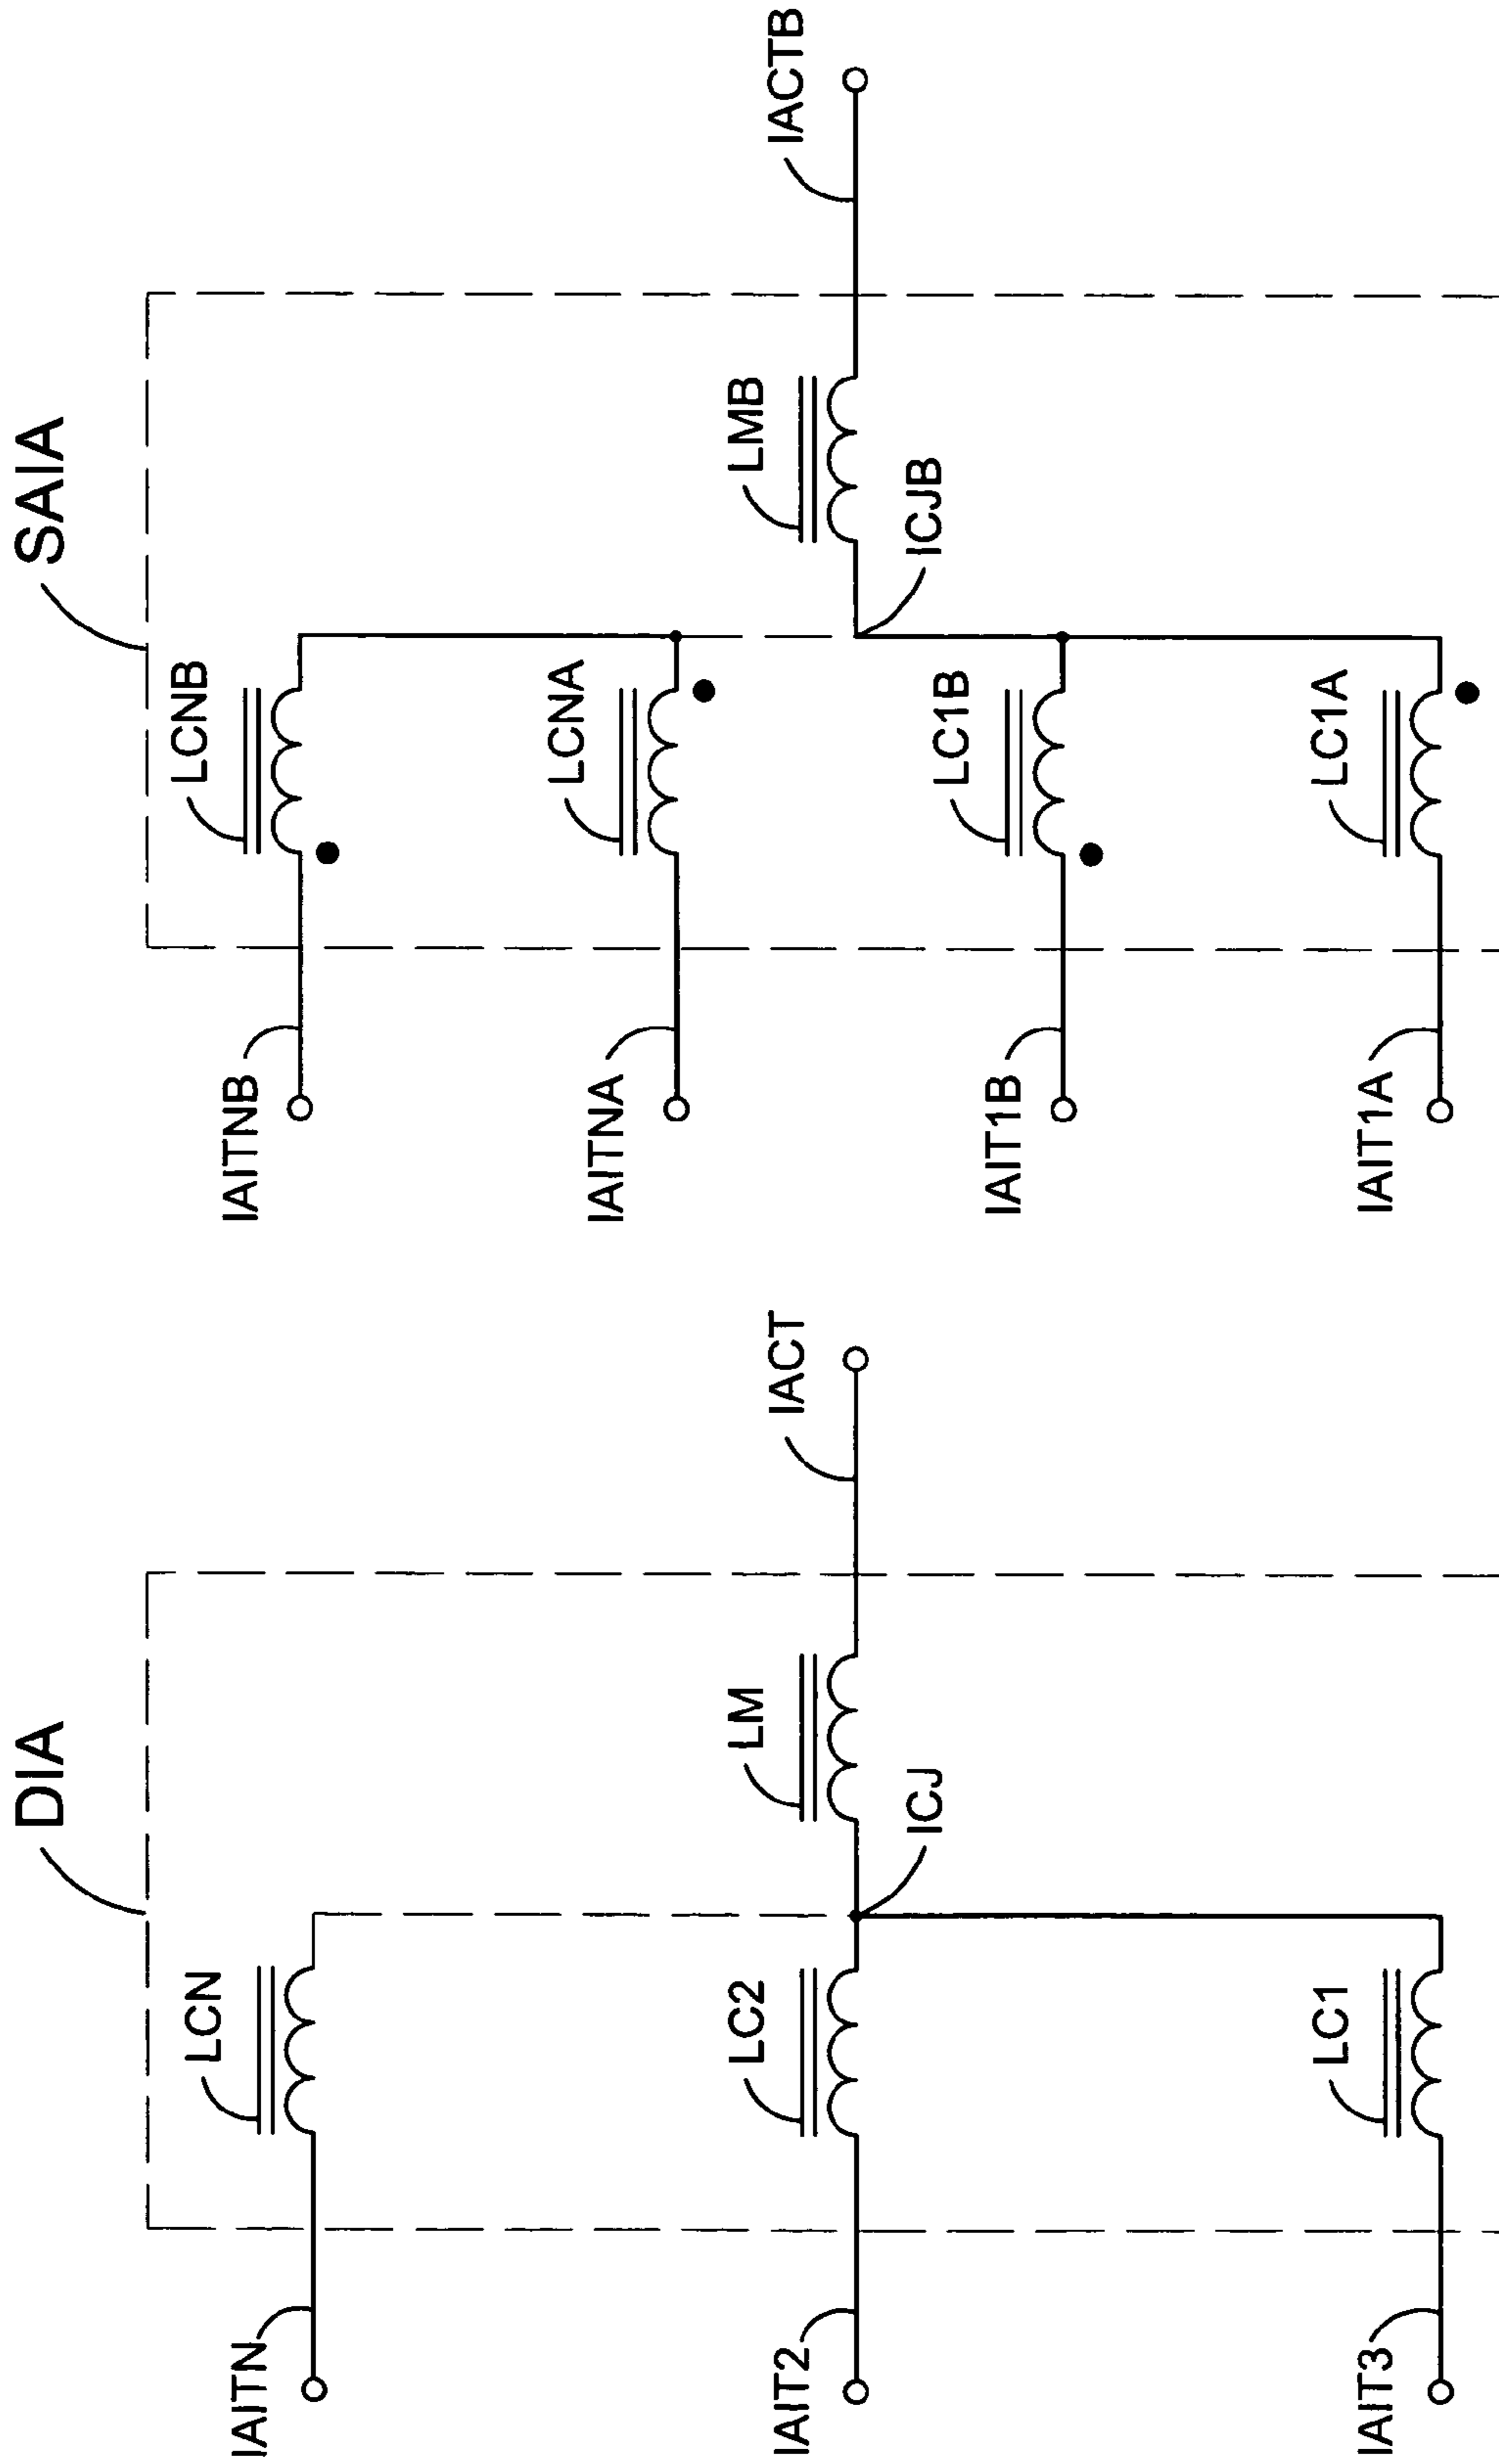 DIA
LCN
IAITN
LM
IACT
LC2
ICJ
IAIT2
LC1
IAIT3
SAIA
LCNB
IAITNB
LCNA
IAITNA
LMB
IACTB
ICJB
LC1B
IAIT1B
LC1A
IAIT1A